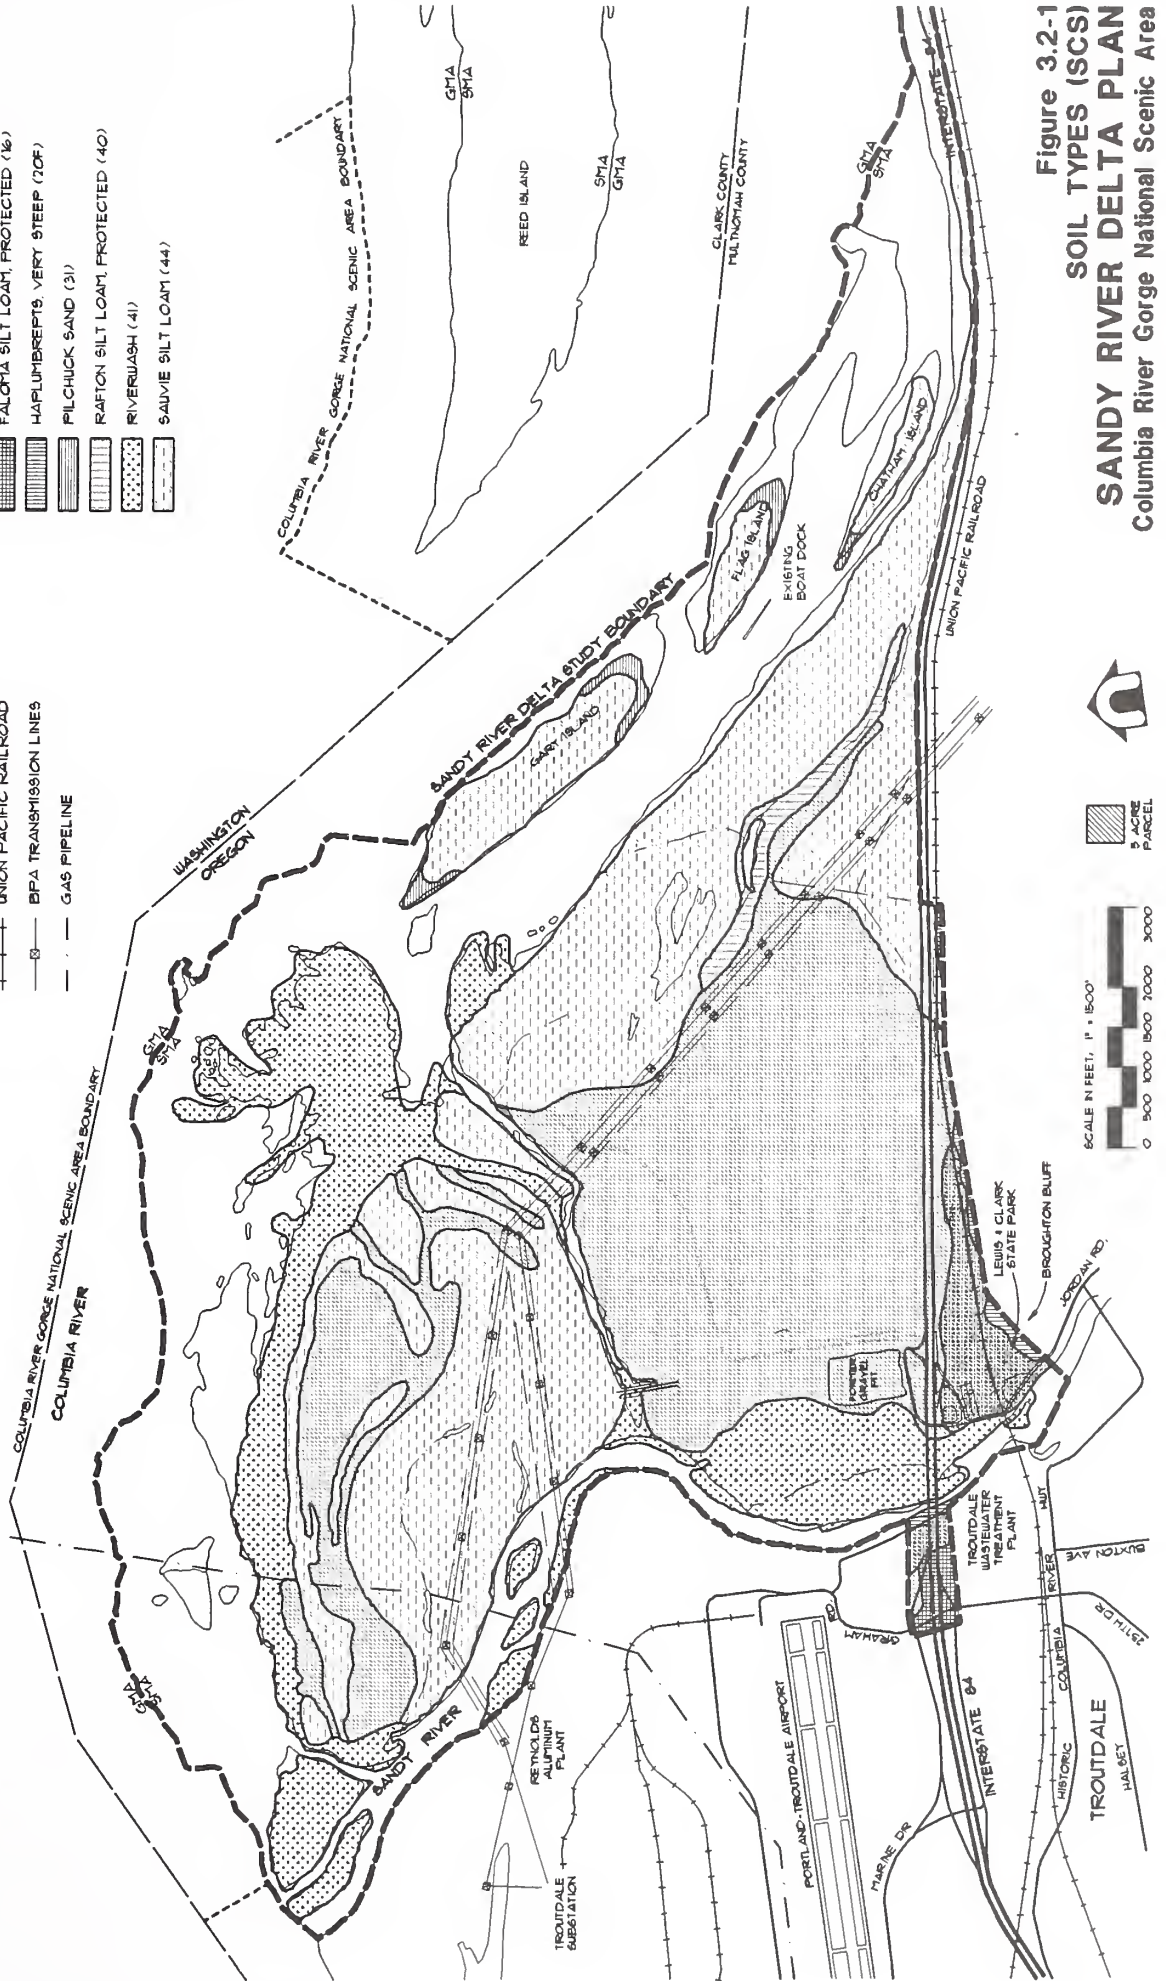 FALOMA SILT LOAM, PROTECTED (16)
HAPLUMBREPTS, VERY STEEP (20F)
PILCHUCK SAND (31)
RAFTON SILT LOAM, PROTECTED (40)
RIVERWASH (41)
SAUVIE SILT LOAM (44)
UNION PACIFIC RAILROAD
BPA TRANSMISSION LINES
GAS PIPELINE
COLUMBIA RIVER GORGE NATIONAL SCENIC AREA BOUNDARY
COLUMBIA RIVER
COLUMBIA RIVER GORGE NATIONAL SCENIC AREA BOUNDARY
GMA
SMA
REED ISLAND
SMA
GMA
CLARK COUNTY
MULTNOMAH COUNTY
GMA
SMA
INTERSTATE 84
WASHINGTON
OREGON
SANDY RIVER DELTA STUDY BOUNDARY
GARY ISLAND
FLAG ISLAND
EXISTING
BOAT DOCK
CHATHAM ISLAND
UNION PACIFIC RAILROAD
GMA
SMA
SANDY RIVER
REYNOLDS
ALUMINUM
PLANT
TROUTDALE
SUBSTATION
PORTLAND-TROUTDALE AIRPORT
GRAHAM
RD.
MARINE DR
INTERSTATE 84
HISTORIC
COLUMBIA
RIVER
HWY
TROUTDALE
HALSEY
257TH DR
BUXTON AVE
TROUTDALE
WASTEWATER
TREATMENT
PLANT
GRAVEL
PIT
LEWIS & CLARK
STATE PARK
BROUGHTON BLUFF
JORDAN RD.
SCALE IN FEET, 1" = 1500'
0 500 1000 1500 2000 3000
5 ACRE
PARCEL
Figure 3.2-1
SOIL TYPES (SCS)
SANDY RIVER DELTA PLAN
Columbia River Gorge National Scenic Area